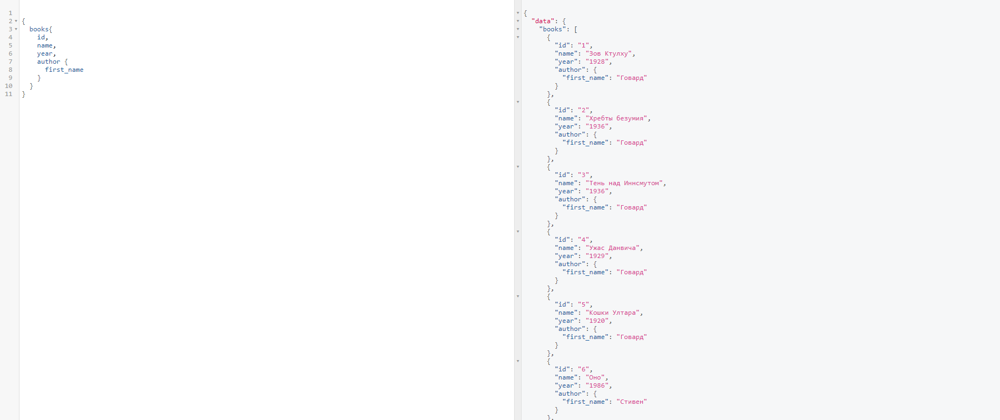 1
2 {
3   books{
4     id,
5     name,
6     year,
7     author {
8       first_name
9     }
10   }
11 }
{
  "data": {
    "books": [
      {
        "id": "1",
        "name": "Зов Ктулху",
        "year": "1928",
        "author": {
          "first_name": "Говард"
        }
      },
      {
        "id": "2",
        "name": "Хребты безумия",
        "year": "1936",
        "author": {
          "first_name": "Говард"
        }
      },
      {
        "id": "3",
        "name": "Тень над Иннсмутом",
        "year": "1936",
        "author": {
          "first_name": "Говард"
        }
      },
      {
        "id": "4",
        "name": "Ужас Данвича",
        "year": "1929",
        "author": {
          "first_name": "Говард"
        }
      },
      {
        "id": "5",
        "name": "Кошки Ултара",
        "year": "1920",
        "author": {
          "first_name": "Говард"
        }
      },
      {
        "id": "6",
        "name": "Оно",
        "year": "1986",
        "author": {
          "first_name": "Стивен"
        }
      },